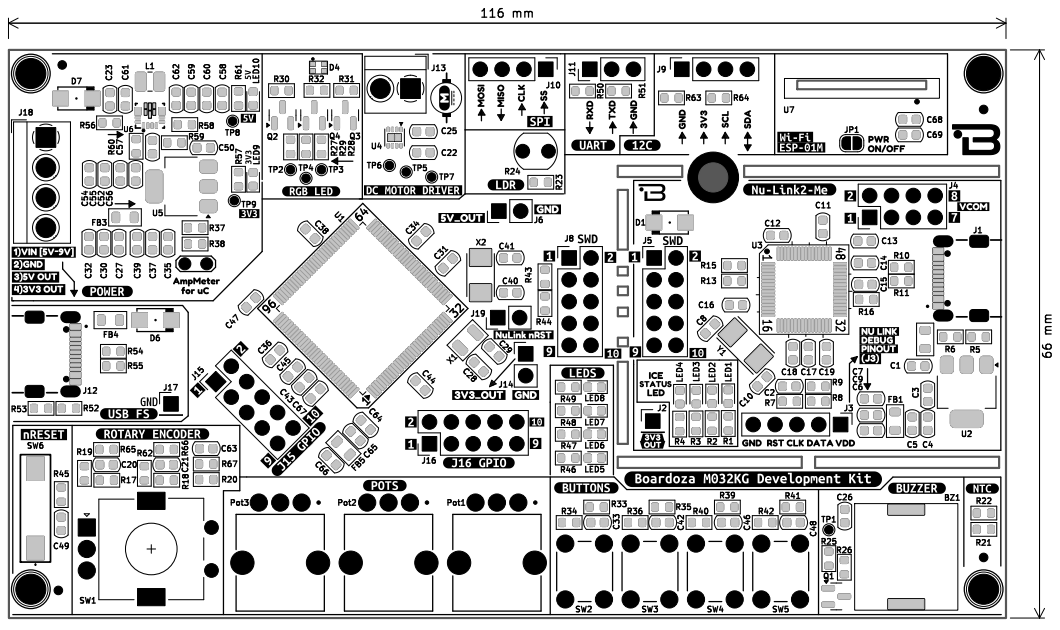 116 mm
66 mm
D7
C23
C61
L1
C62
C59
C60
C58
R61
5V
LED10
J18
R56
U6
R58
5V
TP8
R60
C57
R59
C50
R57
3V3
LED9
C55
C54
C52
C56
FB3
U5
R37
R38
TP9
3V3
1)VIN [5V-9V]
2)GND
3)5V OUT
4)3V3 OUT
C32
C30
C27
C39
C37
C35
POWER
AmpMeter
for uC
D4
R30
R32
R31
Q2
Q4
Q3
R27
R29
R28
TP2
TP4
TP3
RGB LED
J13
M
U4
C25
C22
TP6
TP5
TP7
DC MOTOR DRIVER
J10
MOSI
MISO
CLK
SS
SPI
R24
R23
LDR
J11
R50
R51
RXD
TXD
GND
UART
J9
R63
R64
GND
3V3
SCL
SDA
I2C
U7
C68
C69
Wi-Fi
ESP-01M
JP1
PWR
ON/OFF
5V_OUT
GND
J6
C38
U1
64
C34
C31
X2
C41
C40
R43
R44
96
32
C47
J19
NuLink nRST
X1
C29
C28
J14
3V3_OUT
GND
C36
C45
C43
C67
C44
C64
C66
FB5
C65
J8
SWD
1
2
9
10
J5
SWD
1
2
9
10
D1
Nu-Link2-Me
J4
2
8
VCOM
1
7
C12
C11
U3
1
48
16
32
R15
R13
C16
C13
C14
C15
R16
R10
R11
J1
C8
Y1
C10
NU LINK
DEBUG
PINOUT
(J3)
R6
R5
C1
C18
C17
C19
R9
R8
C2
R7
C7
C9
C6
FB1
C3
C5
C4
U2
ICE
STATUS
LED
LED4
LED3
LED2
LED1
R4
R3
R2
R1
J2
3V3
OUT
J3
GND RST CLK DATA VDD
FB4
D6
R54
R55
J12
GND
J17
R53
R52
USB FS
J15
2
1
10
9
J15 GPIO
2
10
1
9
J16
J16 GPIO
LEDS
R49
LED8
R48
LED7
R47
LED6
R46
LED5
Boardoza M032KG Development Kit
nRESET
SW6
R45
C49
ROTARY ENCODER
R19
R65
C20
R17
R62
R66
C21
R18
C63
R67
R20
SW1
POTS
Pot3
Pot2
Pot1
BUTTONS
R33
R34
C33
R35
R36
C42
R39
R40
C46
R41
R42
C48
SW2
SW3
SW4
SW5
BUZZER
C26
BZ1
TP1
R25
R26
Q1
NTC
R22
R21